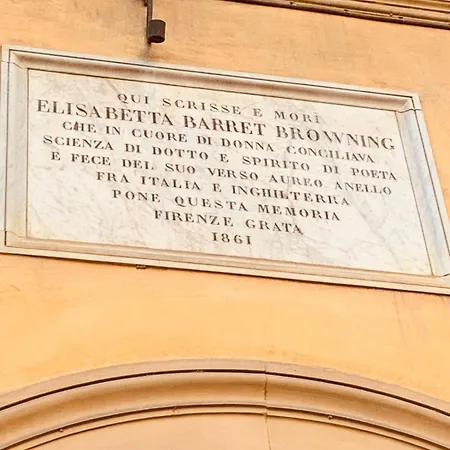 QUI SCRISSE E MORÌ
ELISABETTA BARRET BROWNING
CHE IN CUORE DI DONNA CONCILIAVA
SCIENZA DI DOTTO E SPIRITO DI POETA
E FECE DEL SUO VERSO AUREO ANELLO
FRA ITALIA E INGHILTERRA
PONE QUESTA MEMORIA
FIRENZE GRATA
1861